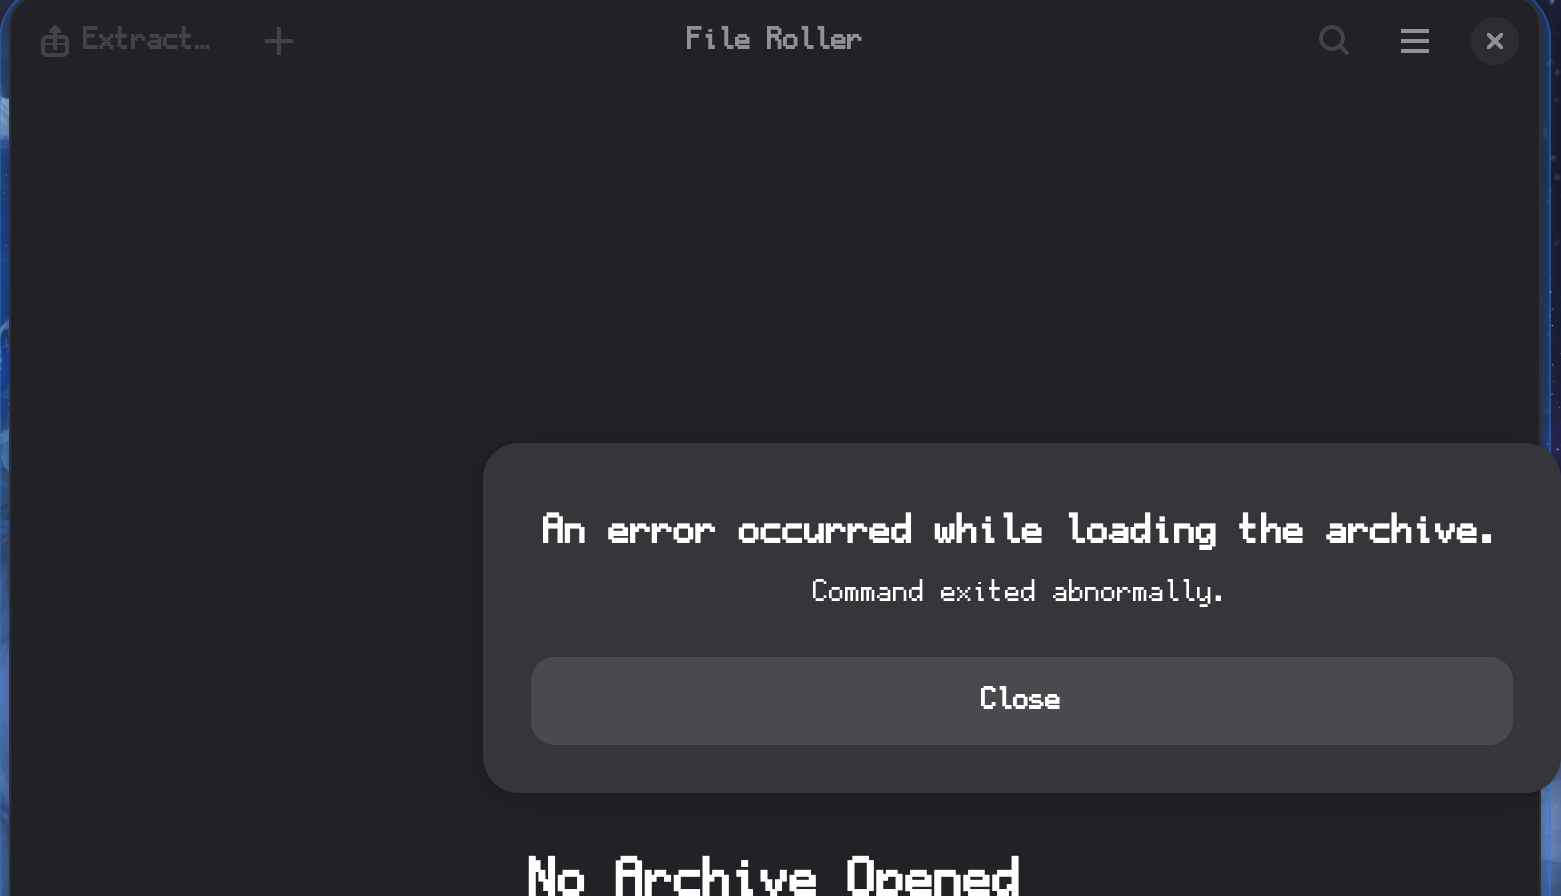 Extract…
File Roller
An error occurred while loading the archive.
Command exited abnormally.
Close
No Archive Opened